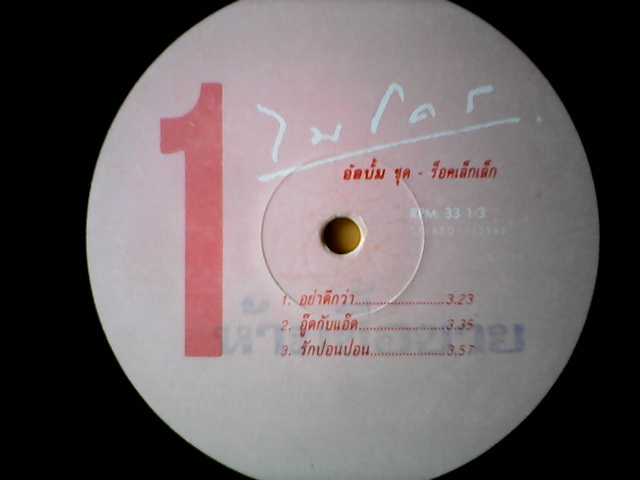 1
ไมโคร
อัลบั้ม ชุด - ร็อคเล็กเล็ก
RPM. 33 1/3
1. อย่าดีกว่า........................3.23
2. อู๊ดกับแอ๊ด........................3.35
3. รักปอนปอน.....................3.57